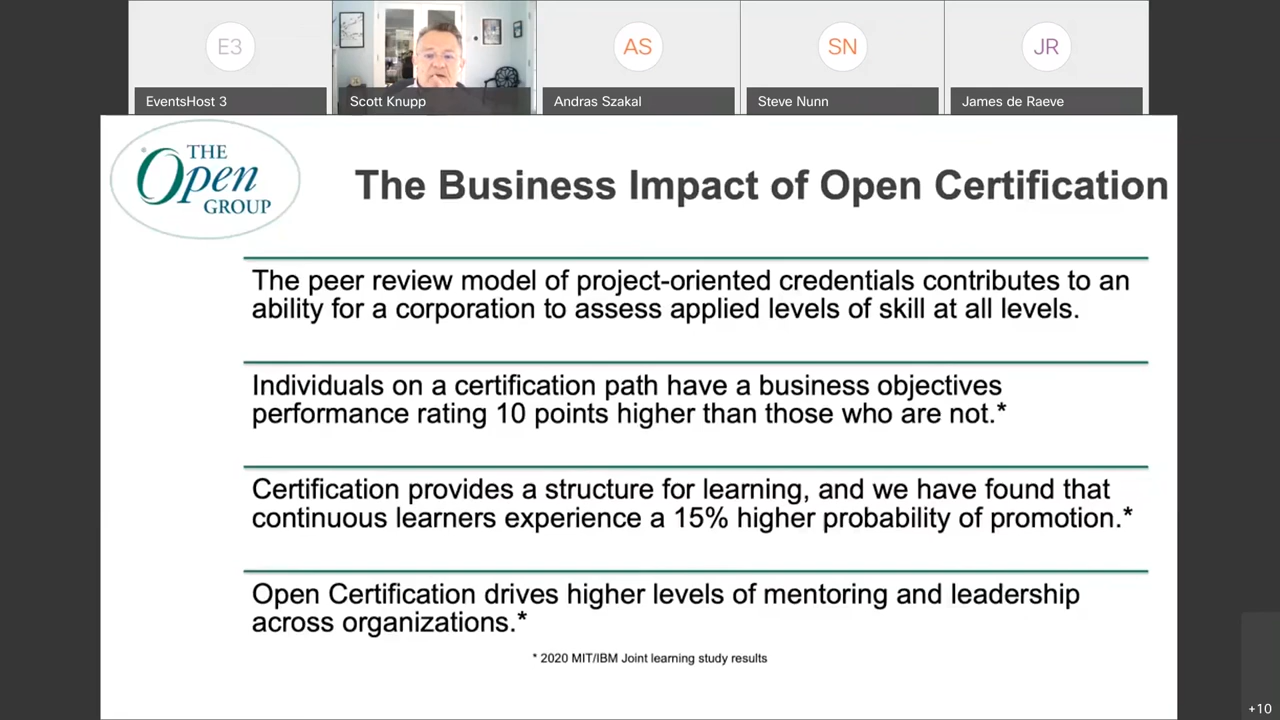 E3
AS
SN
JR
EventsHost 3
Scott Knupp
Andras Szakal
Steve Nunn
James de Raeve
THE
Open
GROUP
®
The Business Impact of Open Certification
The peer review model of project-oriented credentials contributes to an
ability for a corporation to assess applied levels of skill at all levels.
Individuals on a certification path have a business objectives
performance rating 10 points higher than those who are not.*
Certification provides a structure for learning, and we have found that
continuous learners experience a 15% higher probability of promotion.*
Open Certification drives higher levels of mentoring and leadership
across organizations.*
* 2020 MIT/IBM Joint learning study results
+10